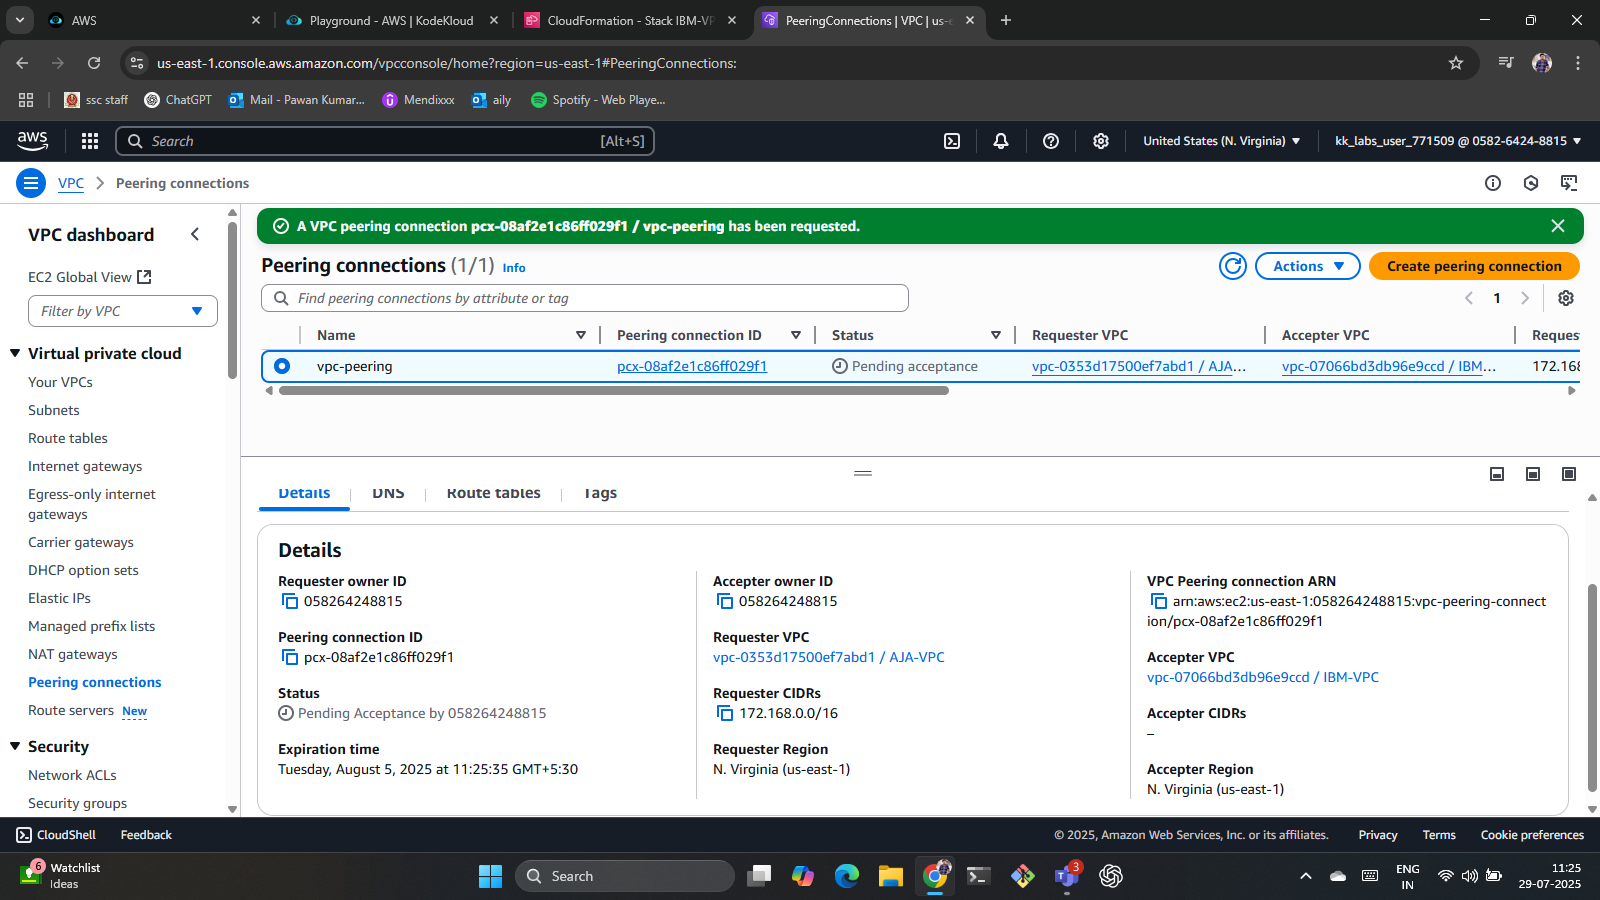 AWS
Playground - AWS | KodeKloud
CloudFormation - Stack IBM-VP
PeeringConnections | VPC | us-e
us-east-1.console.aws.amazon.com/vpcconsole/home?region=us-east-1#PeeringConnections:
ssc staff
ChatGPT
Mail - Pawan Kumar...
Mendixxx
aily
Spotify - Web Playe...
aws
Search
[Alt+S]
United States (N. Virginia)
kk_labs_user_771509 @ 0582-6424-8815
VPC
Peering connections
VPC dashboard
EC2 Global View
Filter by VPC
Virtual private cloud
Your VPCs
Subnets
Route tables
Internet gateways
Egress-only internet
gateways
Carrier gateways
DHCP option sets
Elastic IPs
Managed prefix lists
NAT gateways
Peering connections
Route servers New
Security
Network ACLs
Security groups
A VPC peering connection pcx-08af2e1c86ff029f1 / vpc-peering has been requested.
Peering connections (1/1) Info
Actions
Create peering connection
Find peering connections by attribute or tag
1
Name
Peering connection ID
Status
Requester VPC
Accepter VPC
Reques
vpc-peering
pcx-08af2e1c86ff029f1
Pending acceptance
vpc-0353d17500ef7abd1 / AJA...
vpc-07066bd3db96e9ccd / IBM...
172.168
Details
DNS
Route tables
Tags
Details
Requester owner ID
058264248815
Peering connection ID
pcx-08af2e1c86ff029f1
Status
Pending Acceptance by 058264248815
Expiration time
Tuesday, August 5, 2025 at 11:25:35 GMT+5:30
Accepter owner ID
058264248815
Requester VPC
vpc-0353d17500ef7abd1 / AJA-VPC
Requester CIDRs
172.168.0.0/16
Requester Region
N. Virginia (us-east-1)
VPC Peering connection ARN
arn:aws:ec2:us-east-1:058264248815:vpc-peering-connect
ion/pcx-08af2e1c86ff029f1
Accepter VPC
vpc-07066bd3db96e9ccd / IBM-VPC
Accepter CIDRs
–
Accepter Region
N. Virginia (us-east-1)
CloudShell
Feedback
© 2025, Amazon Web Services, Inc. or its affiliates.
Privacy
Terms
Cookie preferences
6
Watchlist
Ideas
Search
3
ENG
IN
11:25
29-07-2025